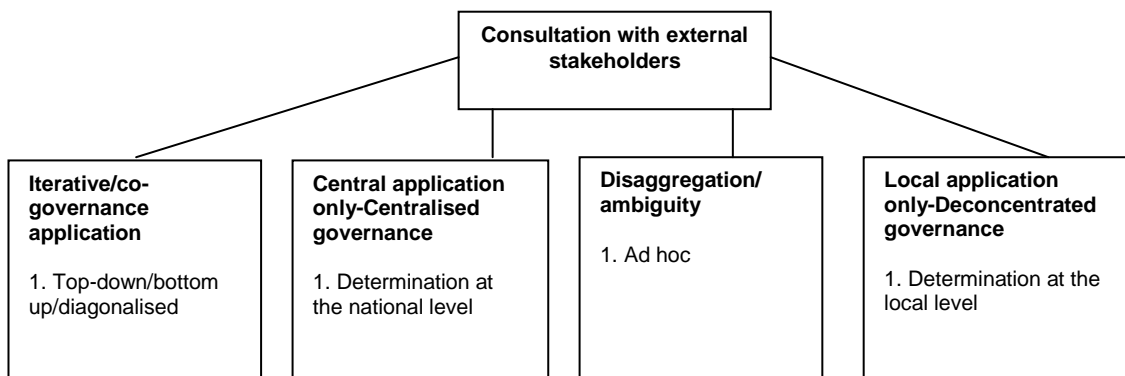 Consultation with external
stakeholders
Iterative/co-
governance
application
1. Top-down/bottom
up/diagonalised
Central application
only-Centralised
governance
1. Determination at
the national level
Disaggregation/
ambiguity
1. Ad hoc
Local application
only-Deconcentrated
governance
1. Determination at the
local level